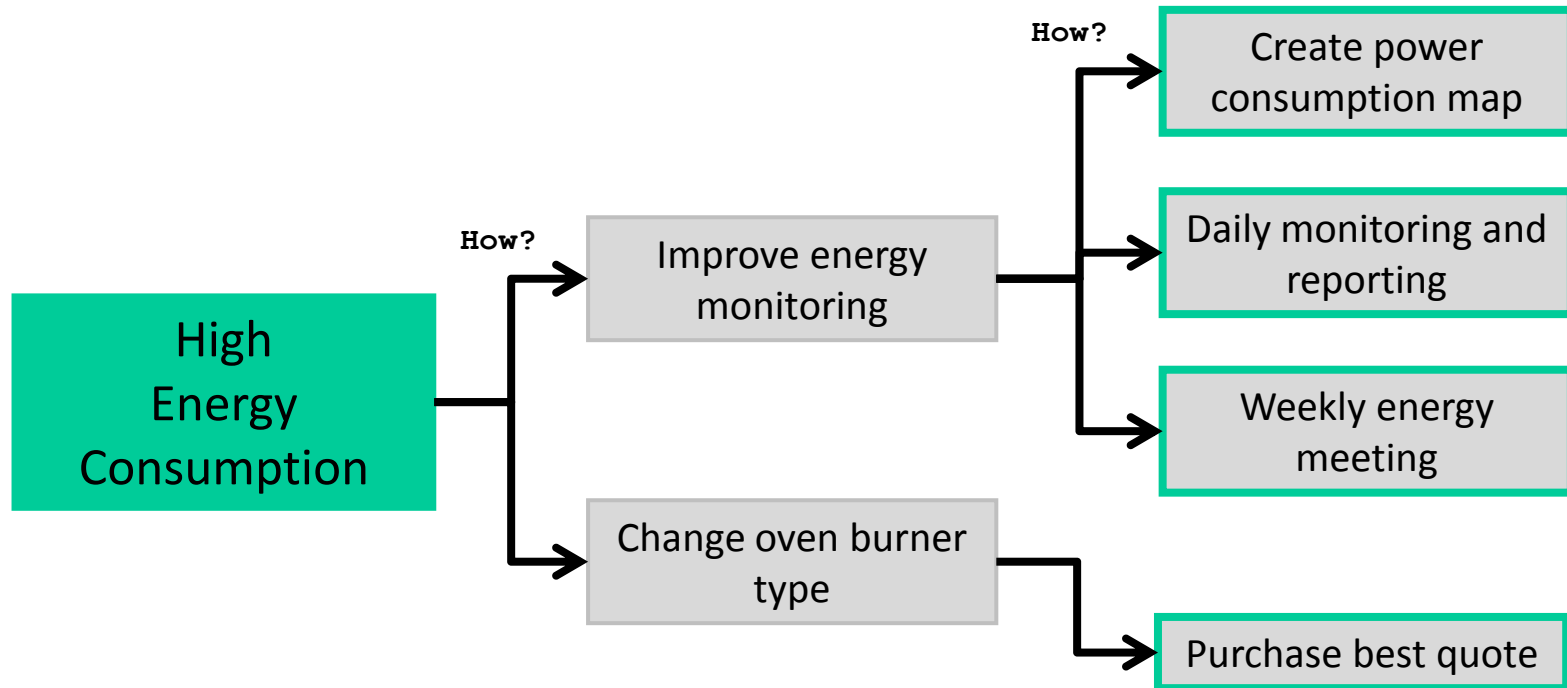 How?
Create power
consumption map
How?
Improve energy
monitoring
Daily monitoring and
reporting
High
Energy
Consumption
Weekly energy
meeting
Change oven burner
type
Purchase best quote